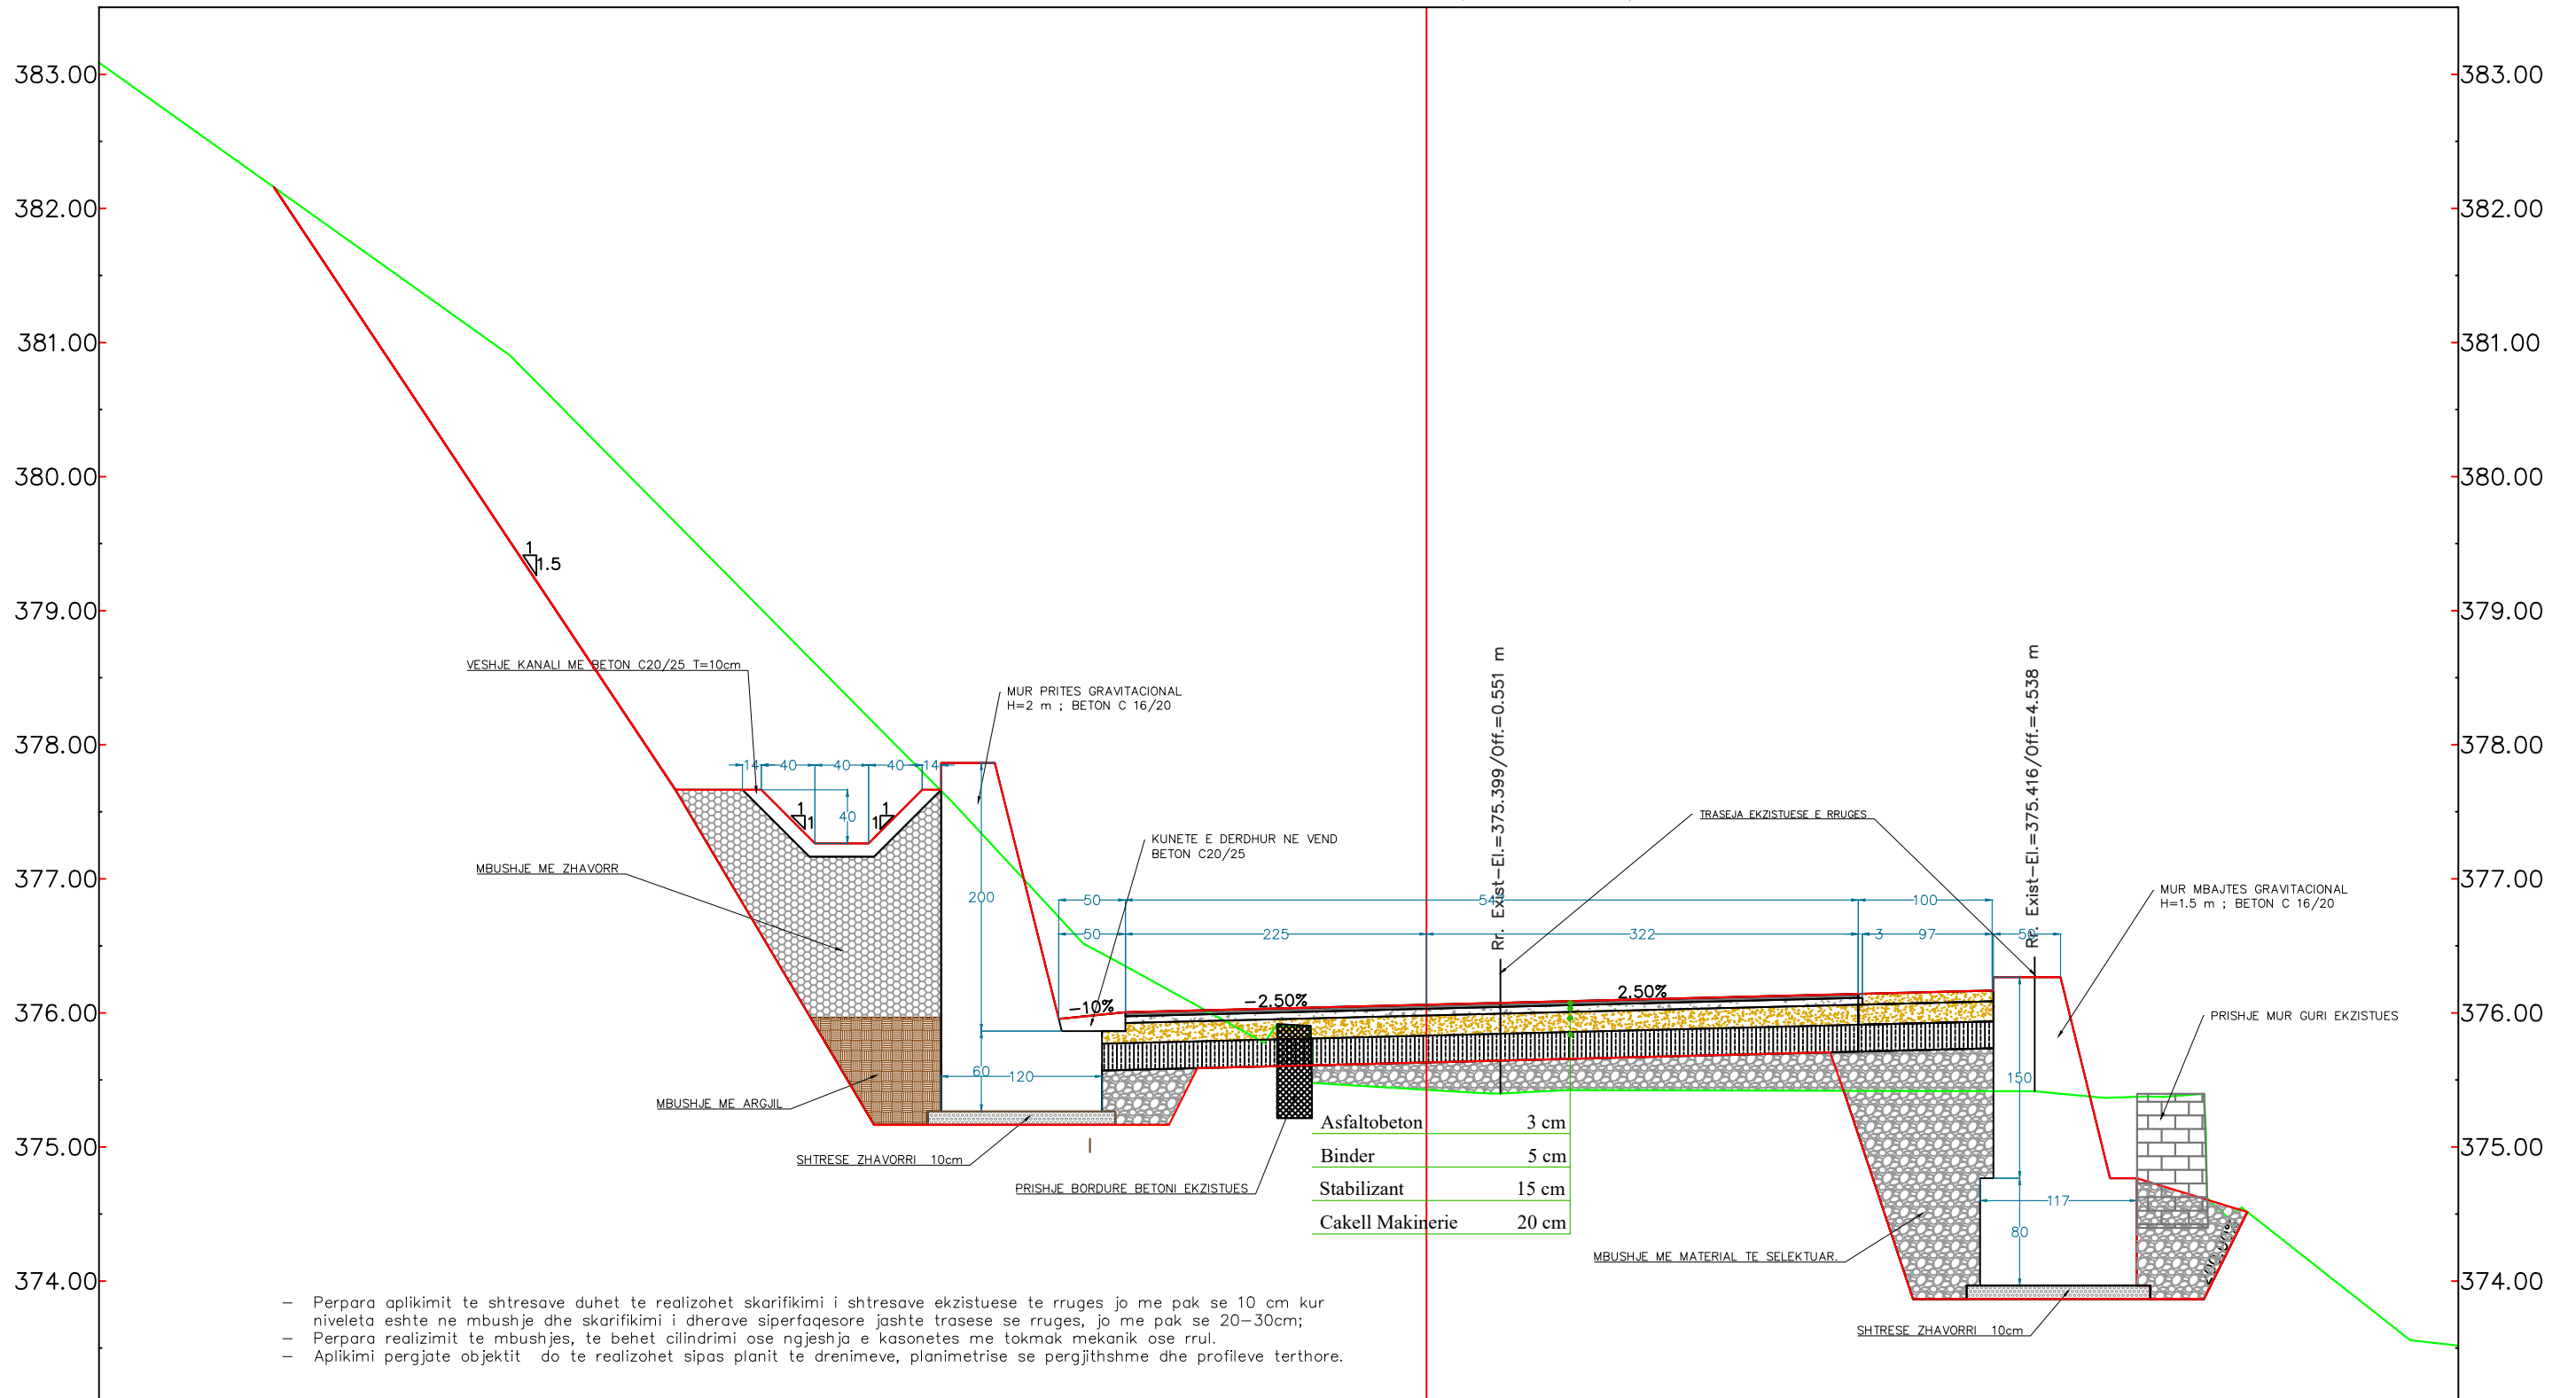 383.00
383.00
382.00
382.00
381.00
381.00
380.00
380.00
1
1.5
379.00
379.00
VESHJE KANALI ME BETON C20/25 T=10cm
MUR PRITES GRAVITACIONAL
H=2 m ; BETON C 16/20
Rr. Exist-El.=375.399/Off.=0.551 m
Rr. Exist-El.=375.416/Off.=4.538 m
378.00
378.00
14
40
40
40
14
40
1
1
1
1
TRASEJA EKZISTUESE E RRUGES
KUNETE E DERDHUR NE VEND
BETON C20/25
MBUSHJE ME ZHAVORR
377.00
377.00
MUR MBAJTES GRAVITACIONAL
H=1.5 m ; BETON C 16/20
200
50
100
50
225
322
3
97
-10%
-2.50%
2.50%
376.00
376.00
PRISHJE MUR GURI EKZISTUES
60
120
150
MBUSHJE ME ARGJIL
375.00
375.00
SHTRESE ZHAVORRI 10cm
PRISHJE BORDURE BETONI EKZISTUES
Asfaltobeton 3 cm
Binder 5 cm
Stabilizant 15 cm
Cakell Makinerie 20 cm
117
80
MBUSHJE ME MATERIAL TE SELEKTUAR.
374.00
374.00
SHTRESE ZHAVORRI 10cm
- Perpara aplikimit te shtresave duhet te realizohet skarifikimi i shtresave ekzistuese te rruges jo me pak se 10 cm kur
niveleta eshte ne mbushje dhe skarifikimi i dherave siperfaqesore jashte trasese se rruges, jo me pak se 20-30cm;
- Perpara realizimit te mbushjes, te behet cilindrimi ose ngjeshja e kasonetes me tokmak mekanik ose rrul.
- Aplikimi pergjate objektit do te realizohet sipas planit te drenimeve, planimetrise se pergjithshme dhe profileve terthore.